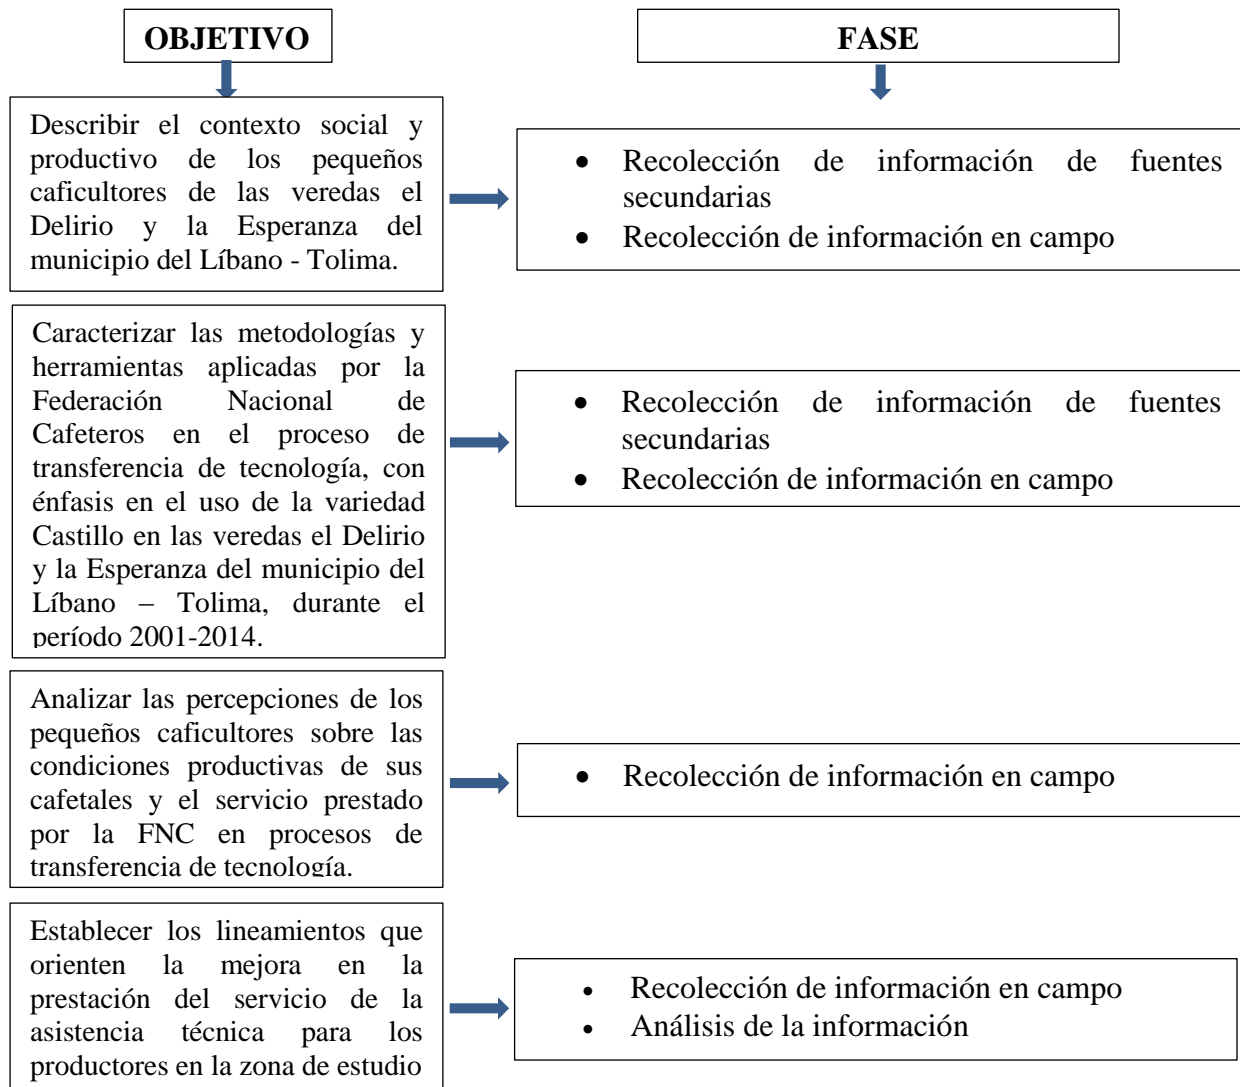 OBJETIVO
FASE
Describir el contexto social y
productivo de los pequeños
caficultores de las veredas el
Delirio y la Esperanza del
municipio del Líbano - Tolima.
• Recolección de información de fuentes
secundarias
• Recolección de información en campo
Caracterizar las metodologías y
herramientas aplicadas por la
Federación Nacional de
Cafeteros en el proceso de
transferencia de tecnología, con
énfasis en el uso de la variedad
Castillo en las veredas el Delirio
y la Esperanza del municipio del
Líbano – Tolima, durante el
período 2001-2014.
• Recolección de información de fuentes
secundarias
• Recolección de información en campo
Analizar las percepciones de los
pequeños caficultores sobre las
condiciones productivas de sus
cafetales y el servicio prestado
por la FNC en procesos de
transferencia de tecnología.
• Recolección de información en campo
Establecer los lineamientos que
orienten la mejora en la
prestación del servicio de la
asistencia técnica para los
productores en la zona de estudio
• Recolección de información en campo
• Análisis de la información